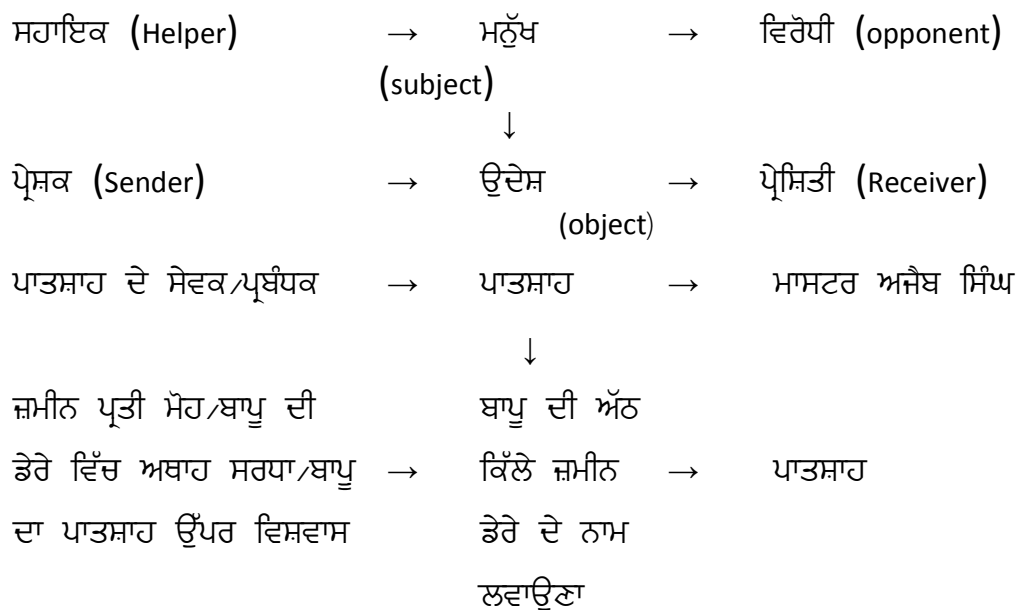 ਸਹਾਇਕ (Helper) → ਮਨੁੱਖ → ਵਿਰੋਧੀ (opponent)
(subject)
↓
ਪ੍ਰੇਸ਼ਕ (Sender) → ਉਦੇਸ਼ → ਪ੍ਰੇਸ਼ਿਤੀ (Receiver)
(object)
ਪਾਤਸ਼ਾਹ ਦੇ ਸੇਵਕ/ਪ੍ਰਬੰਧਕ → ਪਾਤਸ਼ਾਹ → ਮਾਸਟਰ ਅਜੈਬ ਸਿੰਘ
↓
ਜ਼ਮੀਨ ਪ੍ਰਤੀ ਮੋਹ/ਬਾਪੂ ਦੀ ਬਾਪੂ ਦੀ ਅੱਠ
ਡੇਰੇ ਵਿੱਚ ਅਥਾਹ ਸਰਧਾ/ਬਾਪੂ → ਕਿੱਲੇ ਜ਼ਮੀਨ → ਪਾਤਸ਼ਾਹ
ਦਾ ਪਾਤਸ਼ਾਹ ਉੱਪਰ ਵਿਸ਼ਵਾਸ ਡੇਰੇ ਦੇ ਨਾਮ
ਲਵਾਉਣਾ